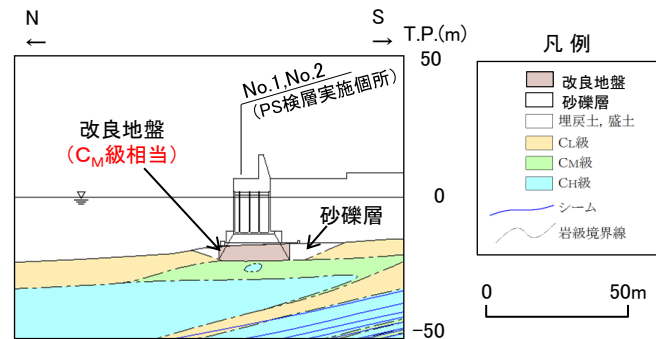 N
S
T.P.(m)
50
0
-50
No.1,No.2
(PS検層実施個所)
改良地盤
(CM級相当)
砂礫層
凡 例
改良地盤
砂礫層
埋戻土, 盛土
CL級
CM級
CH級
シーム
岩級境界線
0
50m